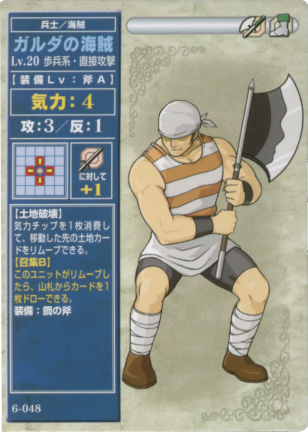 兵士／海賊
ガルダの海賊
Lv.20 歩兵系・直接攻撃
【装備Lv：斧A】
気力：4
攻：3／反：1
に対して
+1
【土地破壊】
気力チップを1枚消費し
て、移動した先の土地カー
ドをリムーブできる。
【召集B】
このユニットがリムーブし
たら、山札からカードを1
枚ドローできる。
装備：鋼の斧
6-048